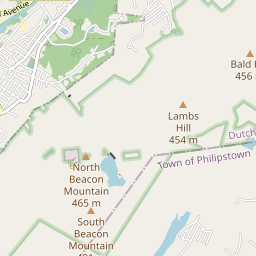 Avenue
Bald
456
Lambs
Hill
454 m
Dutch
Town of Philipstown
North
Beacon
Mountain
465 m
South
Beacon
Mountain